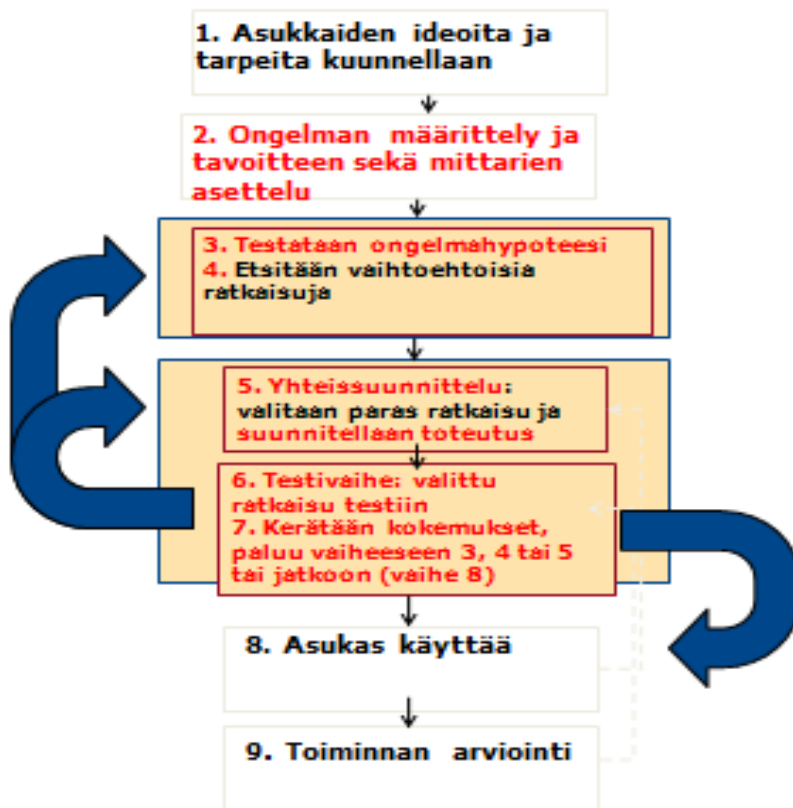 1. Asukkaiden ideoita ja
tarpeita kuunnellaan
2. Ongelman määrittely ja
tavoitteen sekä mittarien
asettelu
3. Testataan ongelmahypoteesi
4. Etsitään vaihtoehtoisia
ratkaisuja
5. Yhteissuunnittelu:
valitaan paras ratkaisu ja
suunnitellaan toteutus
6. Testivaihe: valittu
ratkaisu testiin
7. Kerätään kokemukset,
paluu vaiheeseen 3, 4 tai 5
tai jatkoon (vaihe 8)
8. Asukas käyttää
9. Toiminnan arviointi